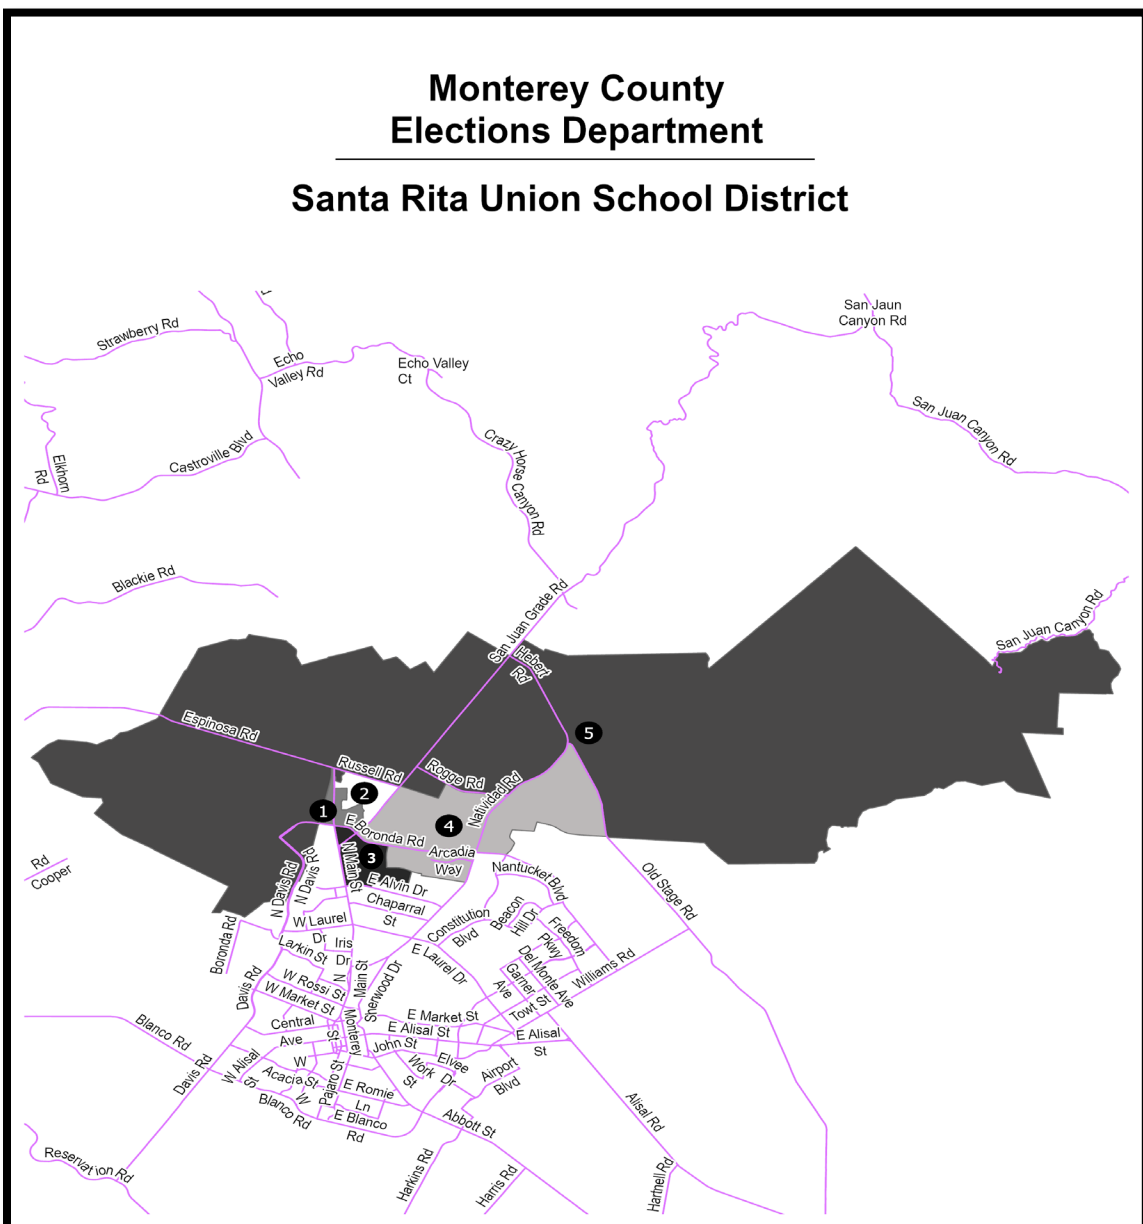 Monterey County
Elections Department
Santa Rita Union School District
San Jaun
Canyon Rd
Strawberry Rd
Echo
Valley Rd
Echo Valley
Ct
San Juan Canyon Rd
Crazy Horse Canyon Rd
Castroville Blvd
Elkhorn
Rd
Blackie Rd
San Juan Grade Rd
San Juan Canyon Rd
Hebert
Rd
Espinosa Rd
5
Russell Rd
Rogge Rd
Natividad Rd
2
1
4
E Boronda Rd
3
Arcadia
Way
Rd
Cooper
N Davis Rd
N Davis Rd
N Main St
E Alvin Dr
Nantucket Blvd
Old Stage Rd
Chaparral
St
Boronda Rd
W Laurel
Dr
Constitution
Blvd
Beacon
Hill Dr
Freedom
Pkwy
Larkin St
Iris
Dr
E Laurel Dr
Williams Rd
Davis Rd
W Rossi St
N
Main St
Sherwood Dr
Del Monte Ave
Garner
Ave
St
Towt St
W Market St
E Market St
Central
Ave
St
Monterey
E Alisal St
E Alisal
St
Blanco Rd
John St
Elvee
Dr
Work
St
Airport
Blvd
Davis Rd
W Alisal
St
W
Acacia St
W
Pajaro St
E Romie
Ln
Blanco Rd
E Blanco
Rd
Abbott St
Alisal Rd
Reservation Rd
Harkins Rd
Harris Rd
Hartnell Rd